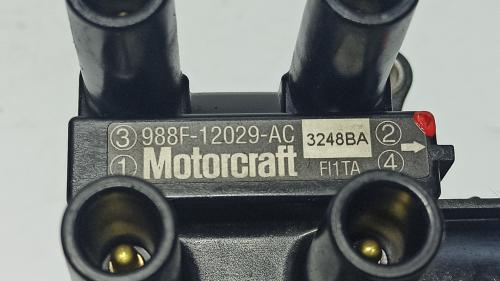 ③ 988F-12029-AC 3248BA ②
① Motorcraft FI1TA ④